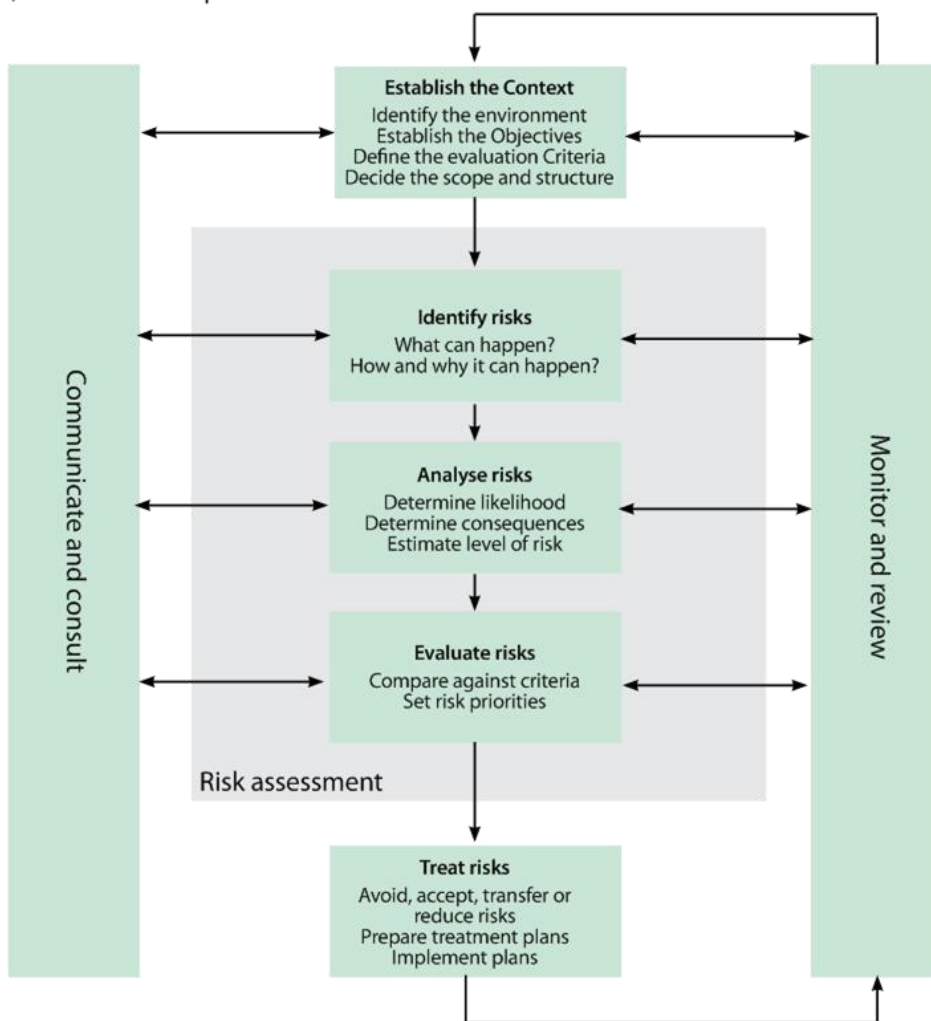 Establish the Context
Identify the environment
Establish the Objectives
Define the evaluation Criteria
Decide the scope and structure
Identify risks
What can happen?
How and why it can happen?
Analyse risks
Determine likelihood
Determine consequences
Estimate level of risk
Evaluate risks
Compare against criteria
Set risk priorities
Risk assessment
Treat risks
Avoid, accept, transfer or
reduce risks
Prepare treatment plans
Implement plans
Communicate and consult
Monitor and review